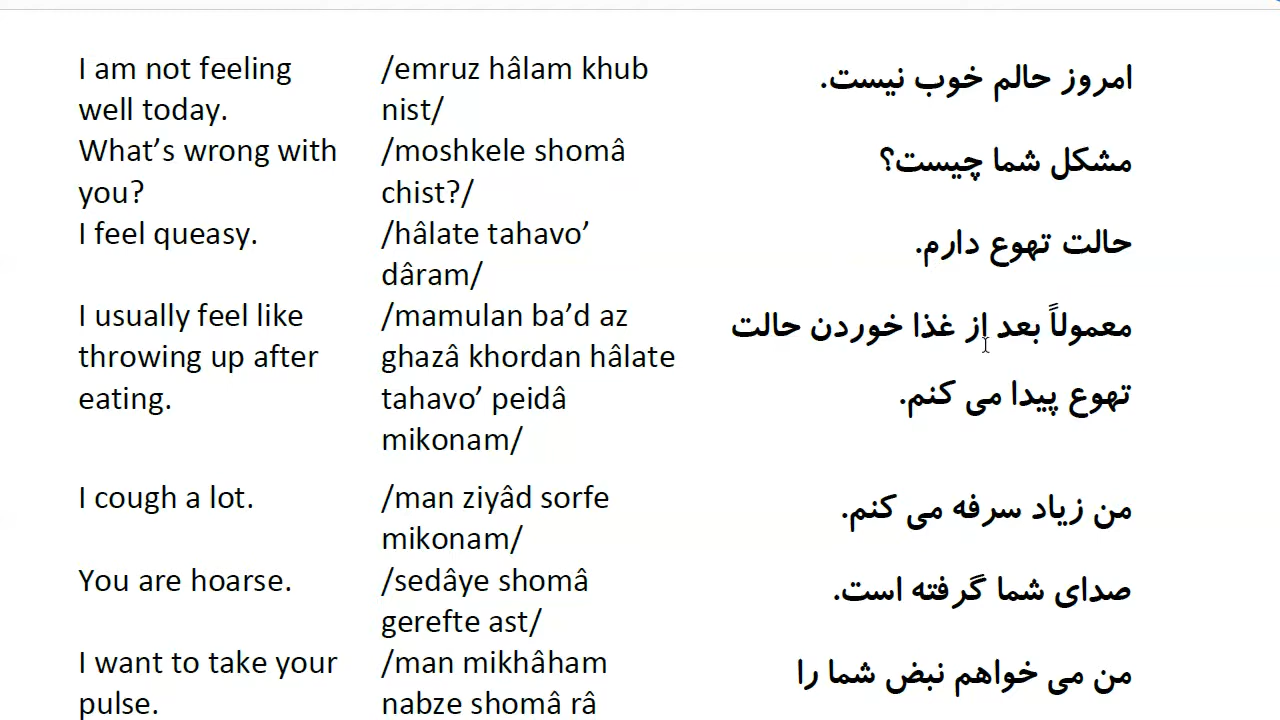 I am not feeling
well today.
/emruz hâlam khub
nist/
امروز حالم خوب نیست.
What’s wrong with
you?
/moshkele shomâ
chist?/
مشکل شما چیست؟
I feel queasy.
/hâlate tahavo’
dâram/
حالت تهوع دارم.
I usually feel like
throwing up after
eating.
/mamulan ba’d az
ghazâ khordan hâlate
tahavo’ peidâ
mikonam/
معمولاً بعد از غذا خوردن حالت
تهوع پیدا می کنم.
I cough a lot.
/man ziyâd sorfe
mikonam/
من زیاد سرفه می کنم.
You are hoarse.
/sedâye shomâ
gerefte ast/
صدای شما گرفته است.
I want to take your
pulse.
/man mikhâham
nabze shomâ râ
من می خواهم نبض شما را